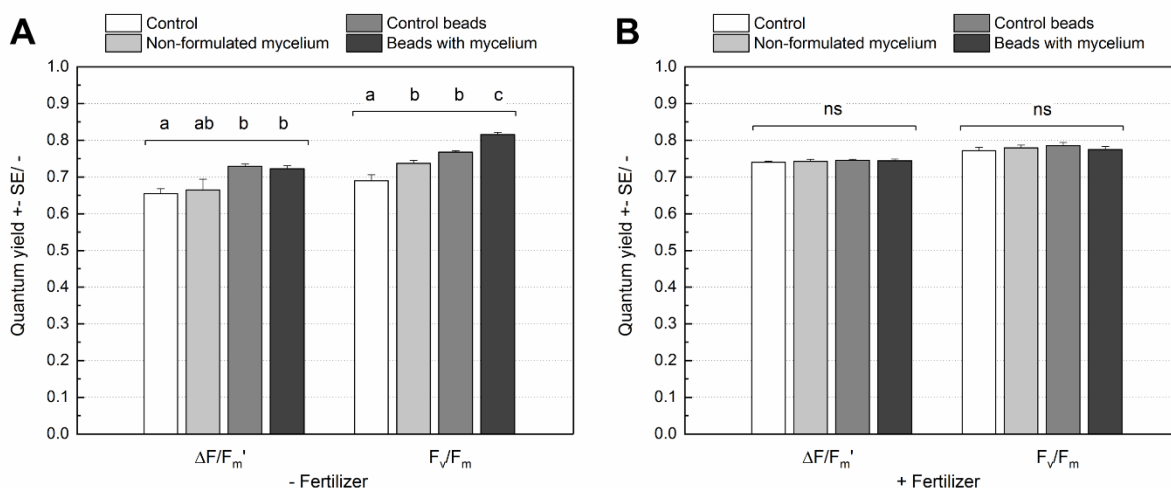 A
Control
Control beads
Non-formulated mycelium
Beads with mycelium
Quantum yield +- SE/ -
1.0
0.9
0.8
0.7
0.6
0.5
0.4
0.3
0.2
0.1
0.0
a ab b b
a b b c
ΔF/Fm' Fv/Fm
- Fertilizer
B
Control
Control beads
Non-formulated mycelium
Beads with mycelium
Quantum yield +- SE/ -
1.0
0.9
0.8
0.7
0.6
0.5
0.4
0.3
0.2
0.1
0.0
ns ns
ΔF/Fm' Fv/Fm
+ Fertilizer